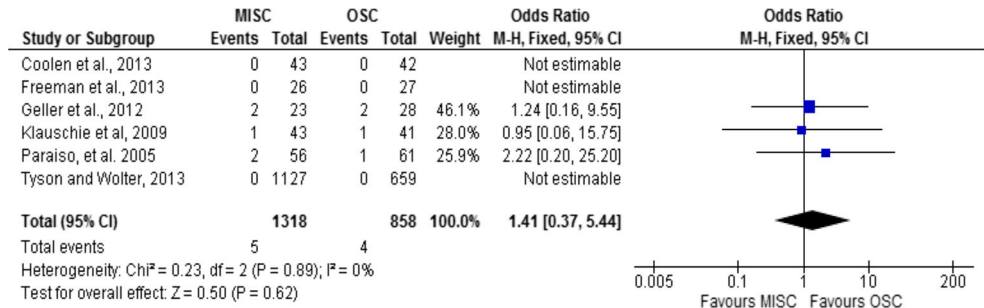 MISC OSC Odds Ratio Odds Ratio
Study or Subgroup Events Total Events Total Weight M-H, Fixed, 95% CI M-H, Fixed, 95% CI
Coolen et al., 2013 0 43 0 42 Not estimable
Freeman et al., 2013 0 26 0 27 Not estimable
Geller et al., 2012 2 23 2 28 46.1% 1.24 [0.16, 9.55]
Klauschie et al, 2009 1 43 1 41 28.0% 0.95 [0.06, 15.75]
Paraiso, et al. 2005 2 56 1 61 25.9% 2.22 [0.20, 25.20]
Tyson and Wolter, 2013 0 1127 0 659 Not estimable
Total (95% CI) 1318 858 100.0% 1.41 [0.37, 5.44]
Total events 5 4
Heterogeneity: Chi² = 0.23, df = 2 (P = 0.89); I² = 0%
Test for overall effect: Z = 0.50 (P = 0.62)
0.005 0.1 1 10 200
Favours MISC Favours OSC